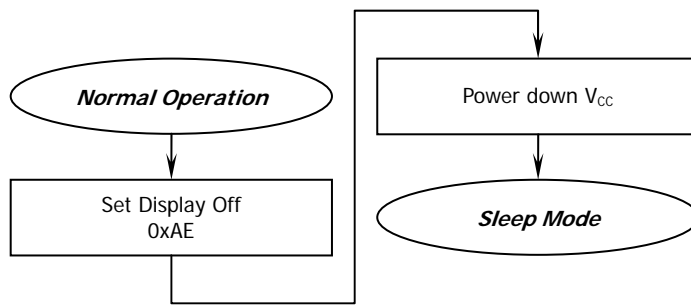 Normal Operation
Set Display Off
0xAE
Power down VCC
Sleep Mode